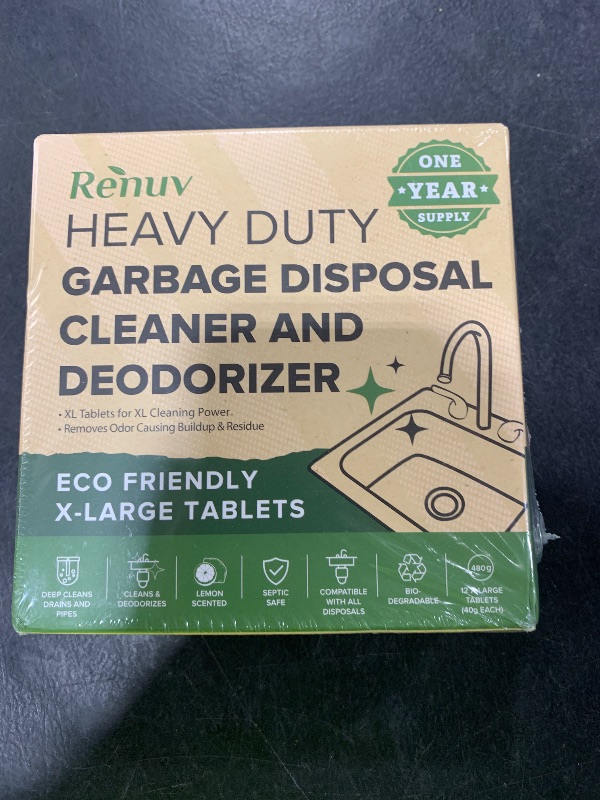 Renuv
ONE
YEAR
SUPPLY
HEAVY DUTY
GARBAGE DISPOSAL
CLEANER AND
DEODORIZER
• XL Tablets for XL Cleaning Power.
• Removes Odor Causing Buildup & Residue
ECO FRIENDLY
X-LARGE TABLETS
DEEP CLEANS
DRAINS AND
PIPES
CLEANS &
DEODORIZES
LEMON
SCENTED
SEPTIC
SAFE
COMPATIBLE
WITH ALL
DISPOSALS
BIO-
DEGRADABLE
480g
12 X-LARGE
TABLETS
(40g EACH)